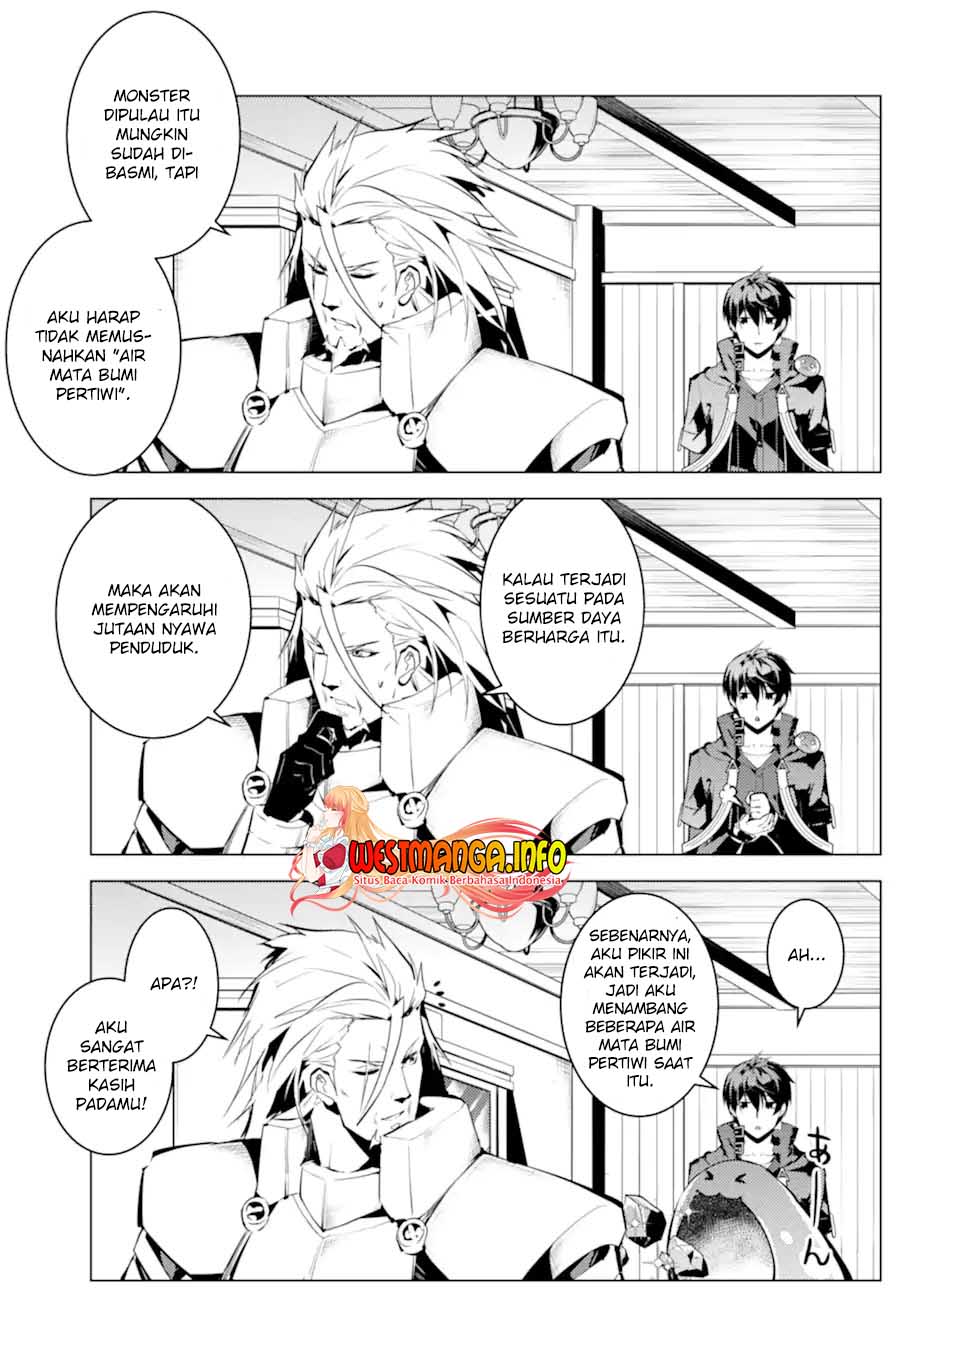 MONSTER
DIPULAU ITU
MUNGKIN
SUDAH DI-
BASMI, TAPI
AKU HARAP
TIDAK MEMUS-
NAHKAN "AIR
MATA BUMI
PERTIWI".
KALAU TERJADI
SESUATU PADA
SUMBER DAYA
BERHARGA ITU.
MAKA AKAN
MEMPENGARUHI
JUTAAN NYAWA
PENDUDUK.
WESTMANGA.INFO
Situs Baca Komik Berbahasa Indonesia
AH...
SEBENARNYA,
AKU PIKIR INI
AKAN TERJADI,
JADI AKU
MENAMBANG
BEBERAPA AIR
MATA BUMI
PERTIWI SAAT
ITU.
APA?!
AKU
SANGAT
BERTERIMA
KASIH
PADAMU!
あーん